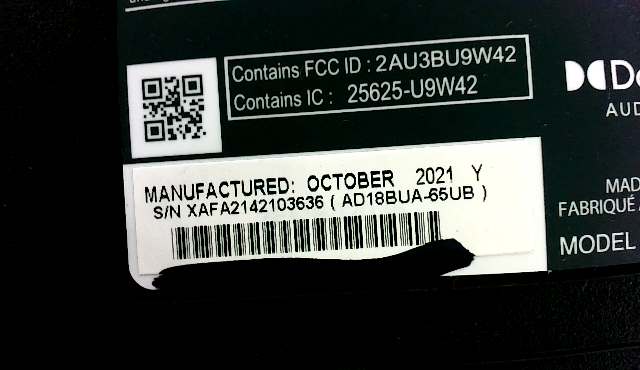 Contains FCC ID : 2AU3BU9W42
Contains IC : 25625-U9W42
AUD
MANUFACTURED: OCTOBER 2021 Y
S/N XAFA2142103636 ( AD18BUA-65UB )
MAD
FABRIQUÉ
MODEL